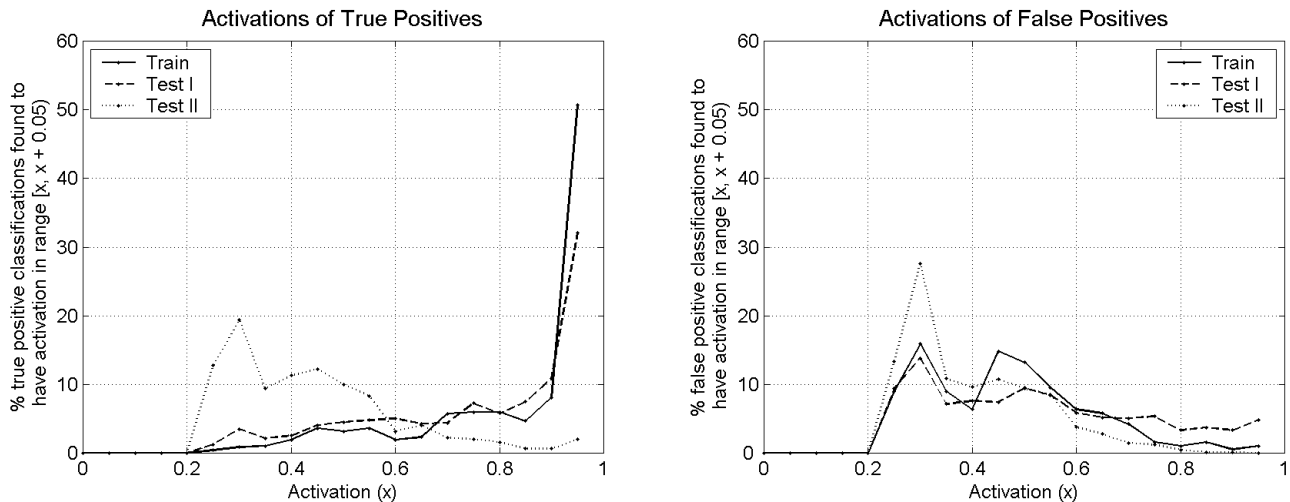 Activations of True Positives
% true positive classifications found to
have activation in range [x, x + 0.05)
60
50
40
30
20
10
0
Train
Test I
Test II
0 0.2 0.4 0.6 0.8 1
Activation (x)
Activations of False Positives
% false positive classifications found to
have activation in range [x, x + 0.05)
60
50
40
30
20
10
0
Train
Test I
Test II
0 0.2 0.4 0.6 0.8 1
Activation (x)